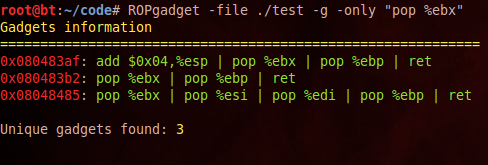 root@bt:~/code# ROPgadget -file ./test -g -only "pop %ebx"
Gadgets information
============================================================
0x080483af: add $0x04,%esp | pop %ebx | pop %ebp | ret
0x080483b2: pop %ebx | pop %ebp | ret
0x08048485: pop %ebx | pop %esi | pop %edi | pop %ebp | ret
Unique gadgets found: 3